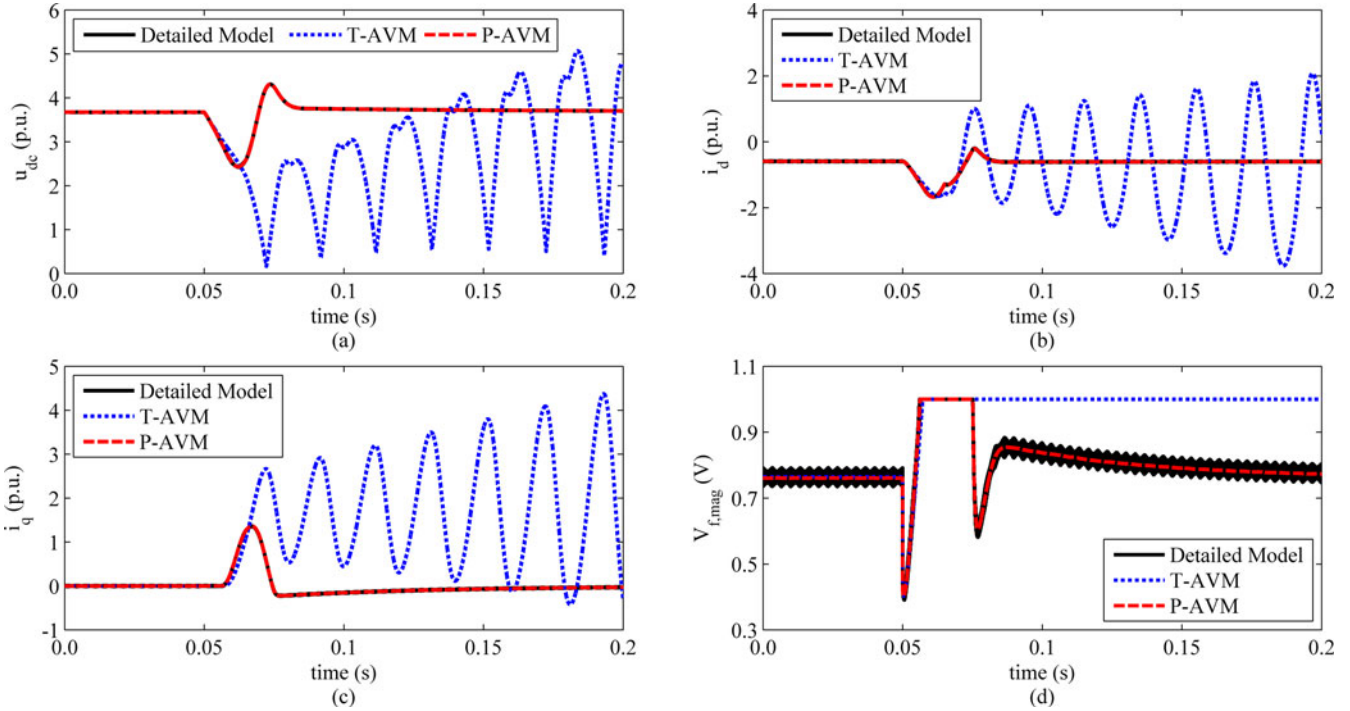 6
5
4
3
2
1
0
u_dc (p.u.)
Detailed Model T-AVM P-AVM
0.0 0.05 0.1 0.15 0.2
time (s)
(a)
4
2
0
-2
-4
i_d (p.u.)
Detailed Model
T-AVM
P-AVM
0.0 0.05 0.1 0.15 0.2
time (s)
(b)
5
4
3
2
1
0
-1
i_q (p.u.)
Detailed Model
T-AVM
P-AVM
0.0 0.05 0.1 0.15 0.2
time (s)
(c)
1.1
0.9
0.7
0.5
0.3
V_f,mag (V)
Detailed Model
T-AVM
P-AVM
0.0 0.05 0.1 0.15 0.2
time (s)
(d)